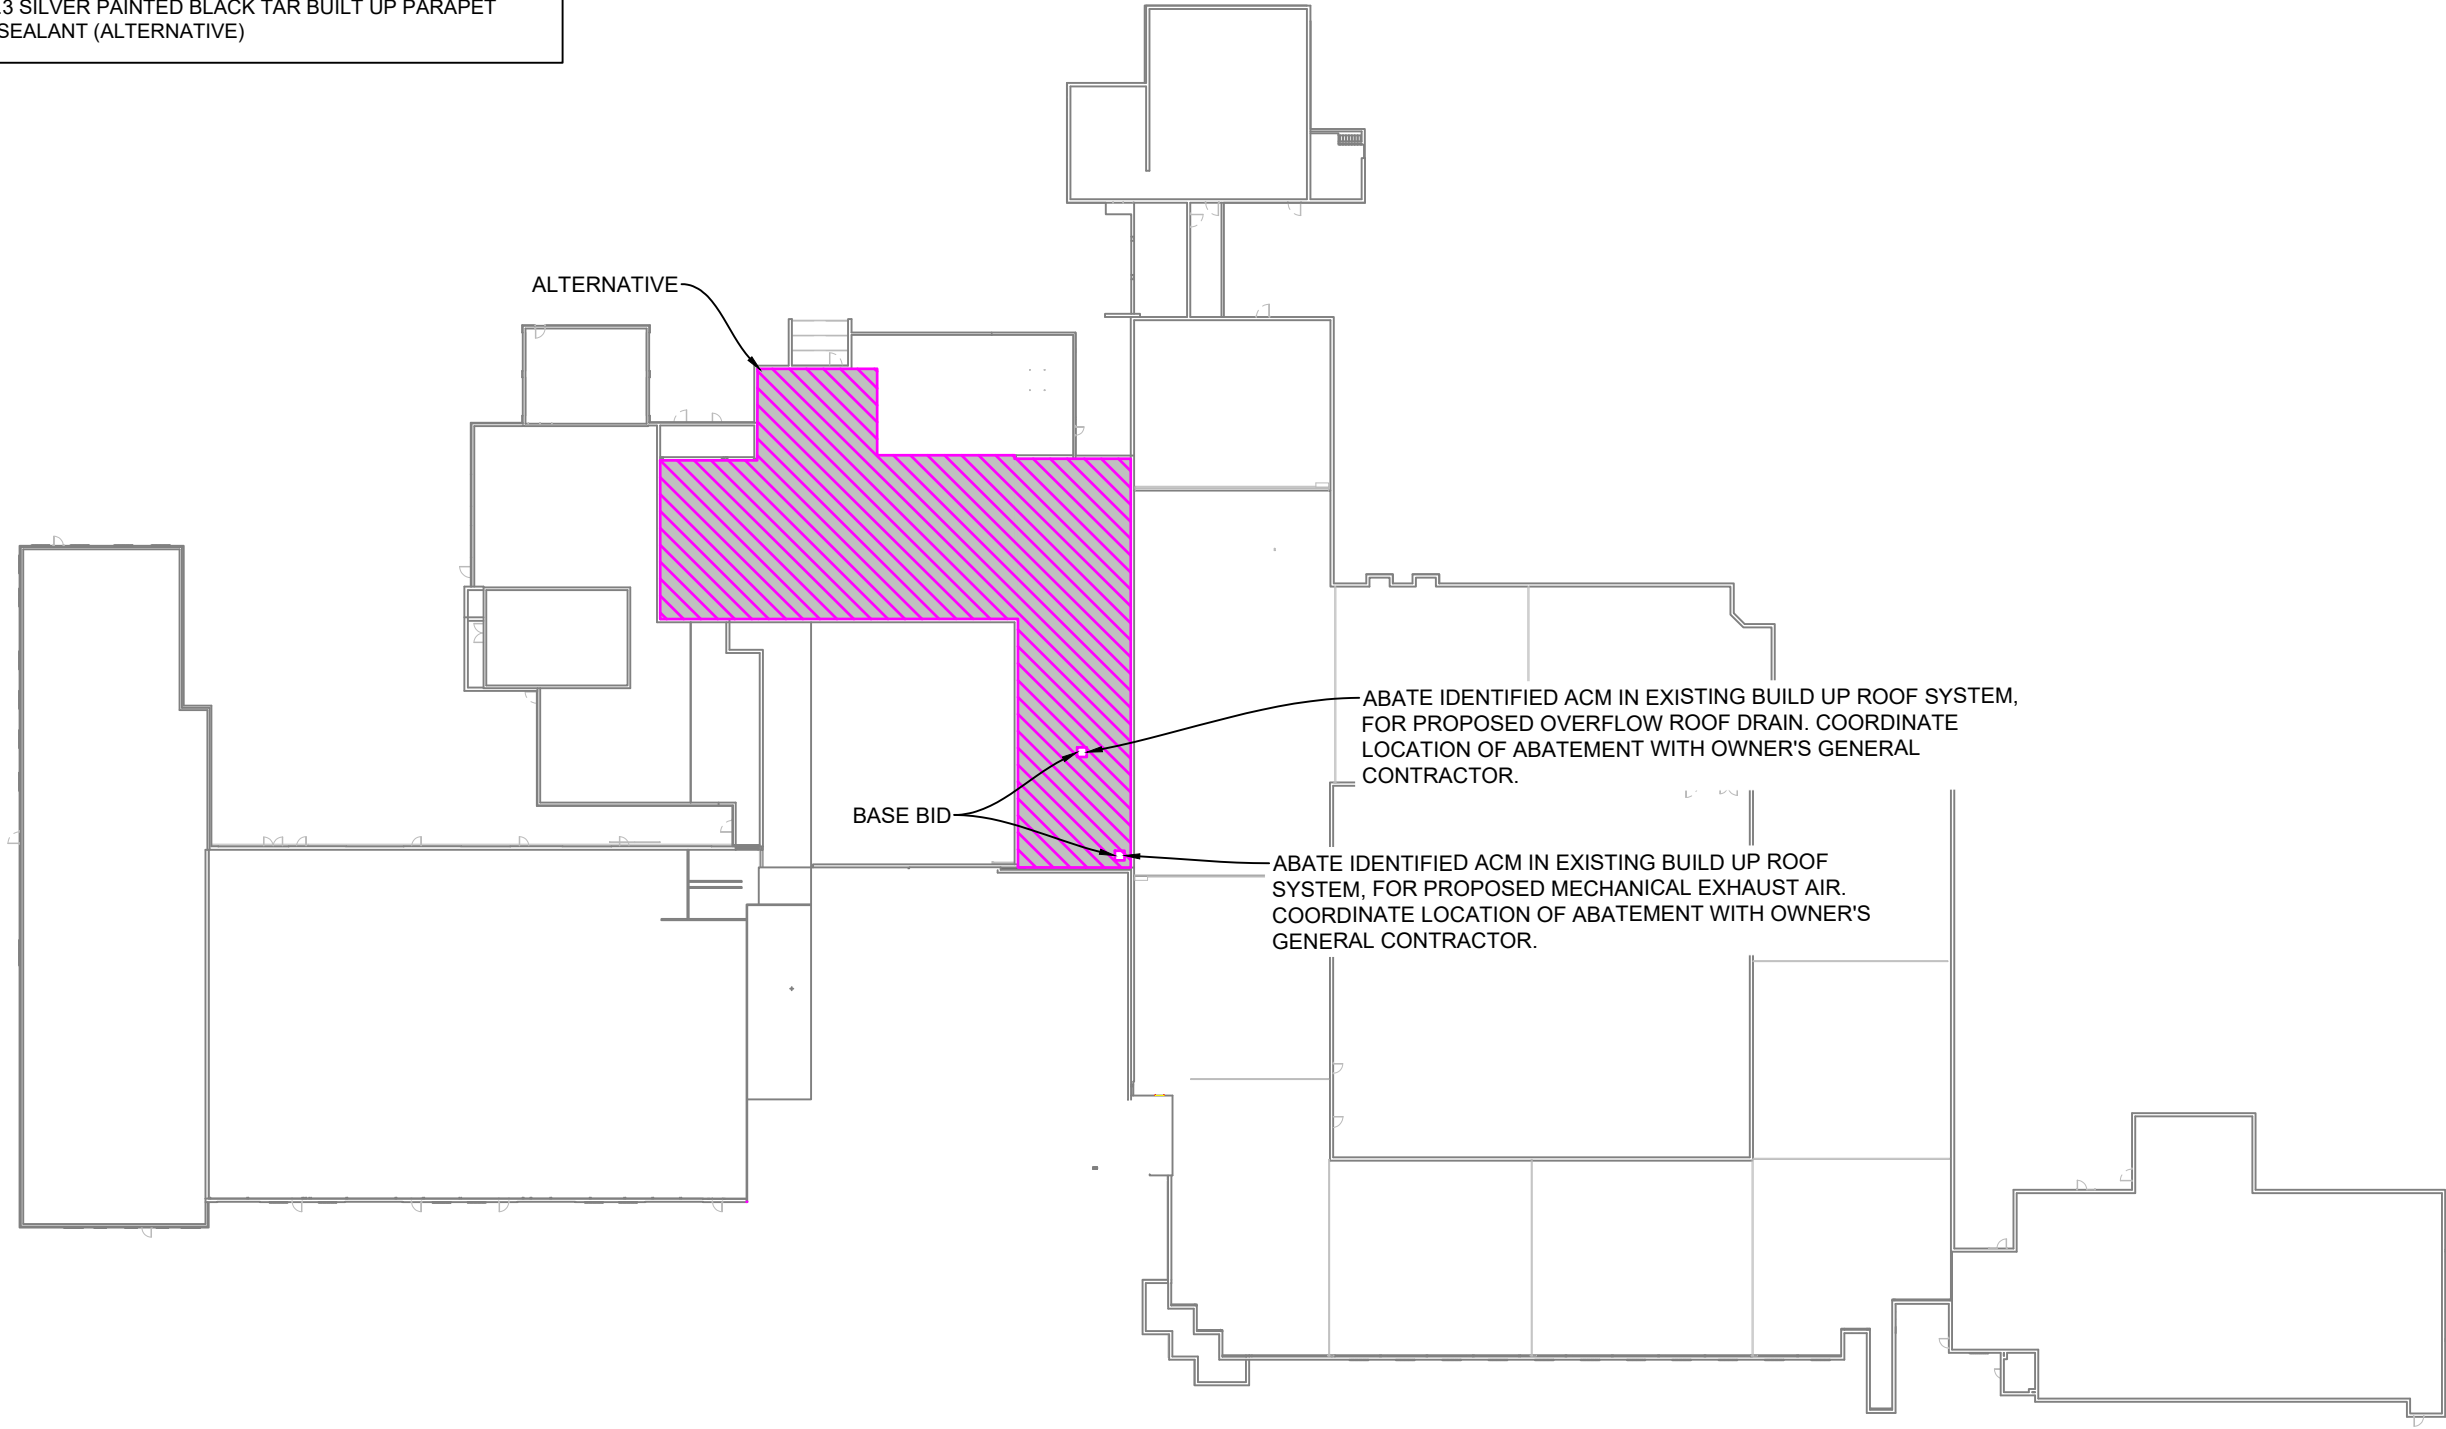 .3 SILVER PAINTED BLACK TAR BUILT UP PARAPET
SEALANT (ALTERNATIVE)
ALTERNATIVE
ABATE IDENTIFIED ACM IN EXISTING BUILD UP ROOF SYSTEM,
FOR PROPOSED OVERFLOW ROOF DRAIN. COORDINATE
LOCATION OF ABATEMENT WITH OWNER'S GENERAL
CONTRACTOR.
BASE BID
ABATE IDENTIFIED ACM IN EXISTING BUILD UP ROOF
SYSTEM, FOR PROPOSED MECHANICAL EXHAUST AIR.
COORDINATE LOCATION OF ABATEMENT WITH OWNER'S
GENERAL CONTRACTOR.